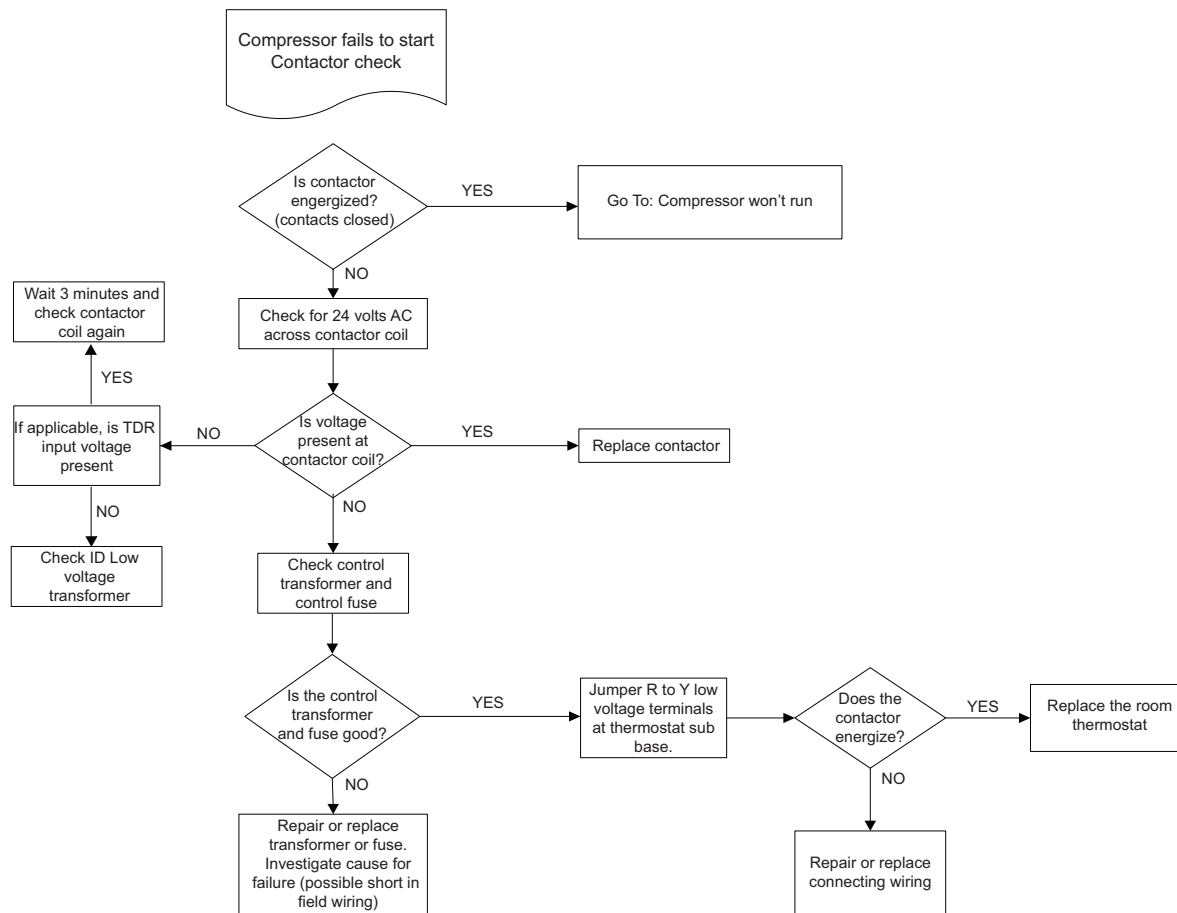 Compressor fails to start
Contactor check
Is contactor
engergized?
(contacts closed)
YES
Go To: Compressor won't run
NO
Wait 3 minutes and
check contactor
coil again
Check for 24 volts AC
across contactor coil
YES
If applicable, is TDR
input voltage
present
NO
Is voltage
present at
contactor coil?
YES
Replace contactor
NO
NO
Check ID Low
voltage
transformer
Check control
transformer and
control fuse
Is the control
transformer
and fuse good?
YES
Jumper R to Y low
voltage terminals
at thermostat sub
base.
Does the
contactor
energize?
YES
Replace the room
thermostat
NO
NO
Repair or replace
transformer or fuse.
Investigate cause for
failure (possible short in
field wiring)
Repair or replace
connecting wiring